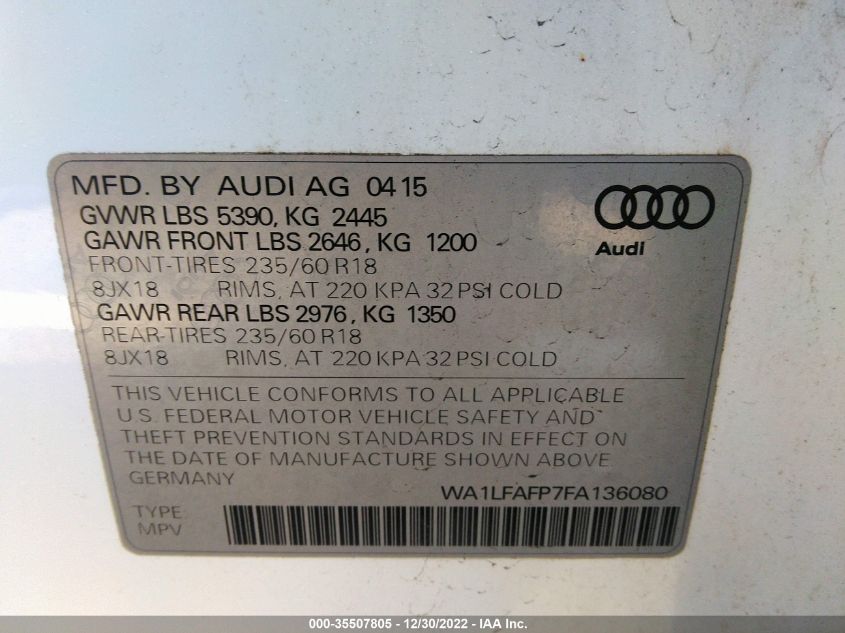 MFD. BY AUDI AG 04 15
GVWR LBS 5390, KG 2445
GAWR FRONT LBS 2646, KG 1200
FRONT-TIRES 235/60 R18
8JX18 RIMS, AT 220 KPA 32 PSI COLD
GAWR REAR LBS 2976, KG 1350
REAR-TIRES 235/60 R18
8JX18 RIMS, AT 220 KPA 32 PSI COLD
Audi
THIS VEHICLE CONFORMS TO ALL APPLICABLE
U.S. FEDERAL MOTOR VEHICLE SAFETY AND
THEFT PREVENTION STANDARDS IN EFFECT ON
THE DATE OF MANUFACTURE SHOWN ABOVE.
GERMANY
WA1LFAFP7FA136080
TYPE
MPV
000-35507805 - 12/30/2022 - IAA Inc.